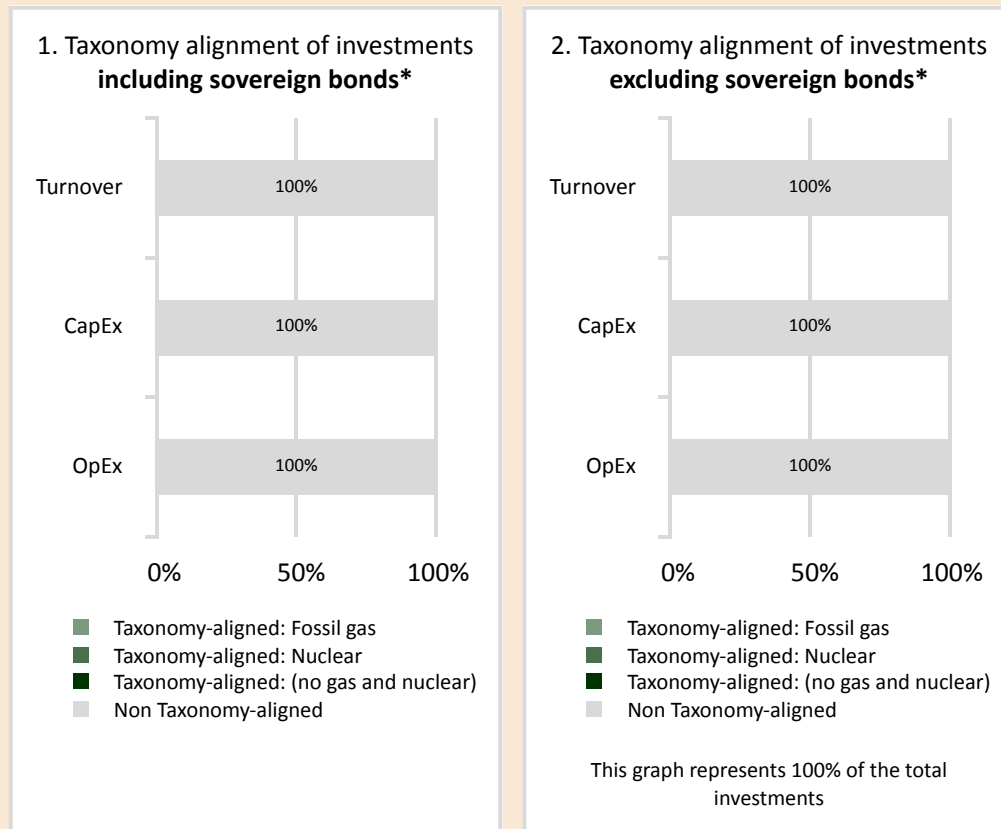 1. Taxonomy alignment of investments
including sovereign bonds*
Turnover
100%
CapEx
100%
OpEx
100%
0% 50% 100%
Taxonomy-aligned: Fossil gas
Taxonomy-aligned: Nuclear
Taxonomy-aligned: (no gas and nuclear)
Non Taxonomy-aligned
2. Taxonomy alignment of investments
excluding sovereign bonds*
Turnover
100%
CapEx
100%
OpEx
100%
0% 50% 100%
Taxonomy-aligned: Fossil gas
Taxonomy-aligned: Nuclear
Taxonomy-aligned: (no gas and nuclear)
Non Taxonomy-aligned
This graph represents 100% of the total
investments